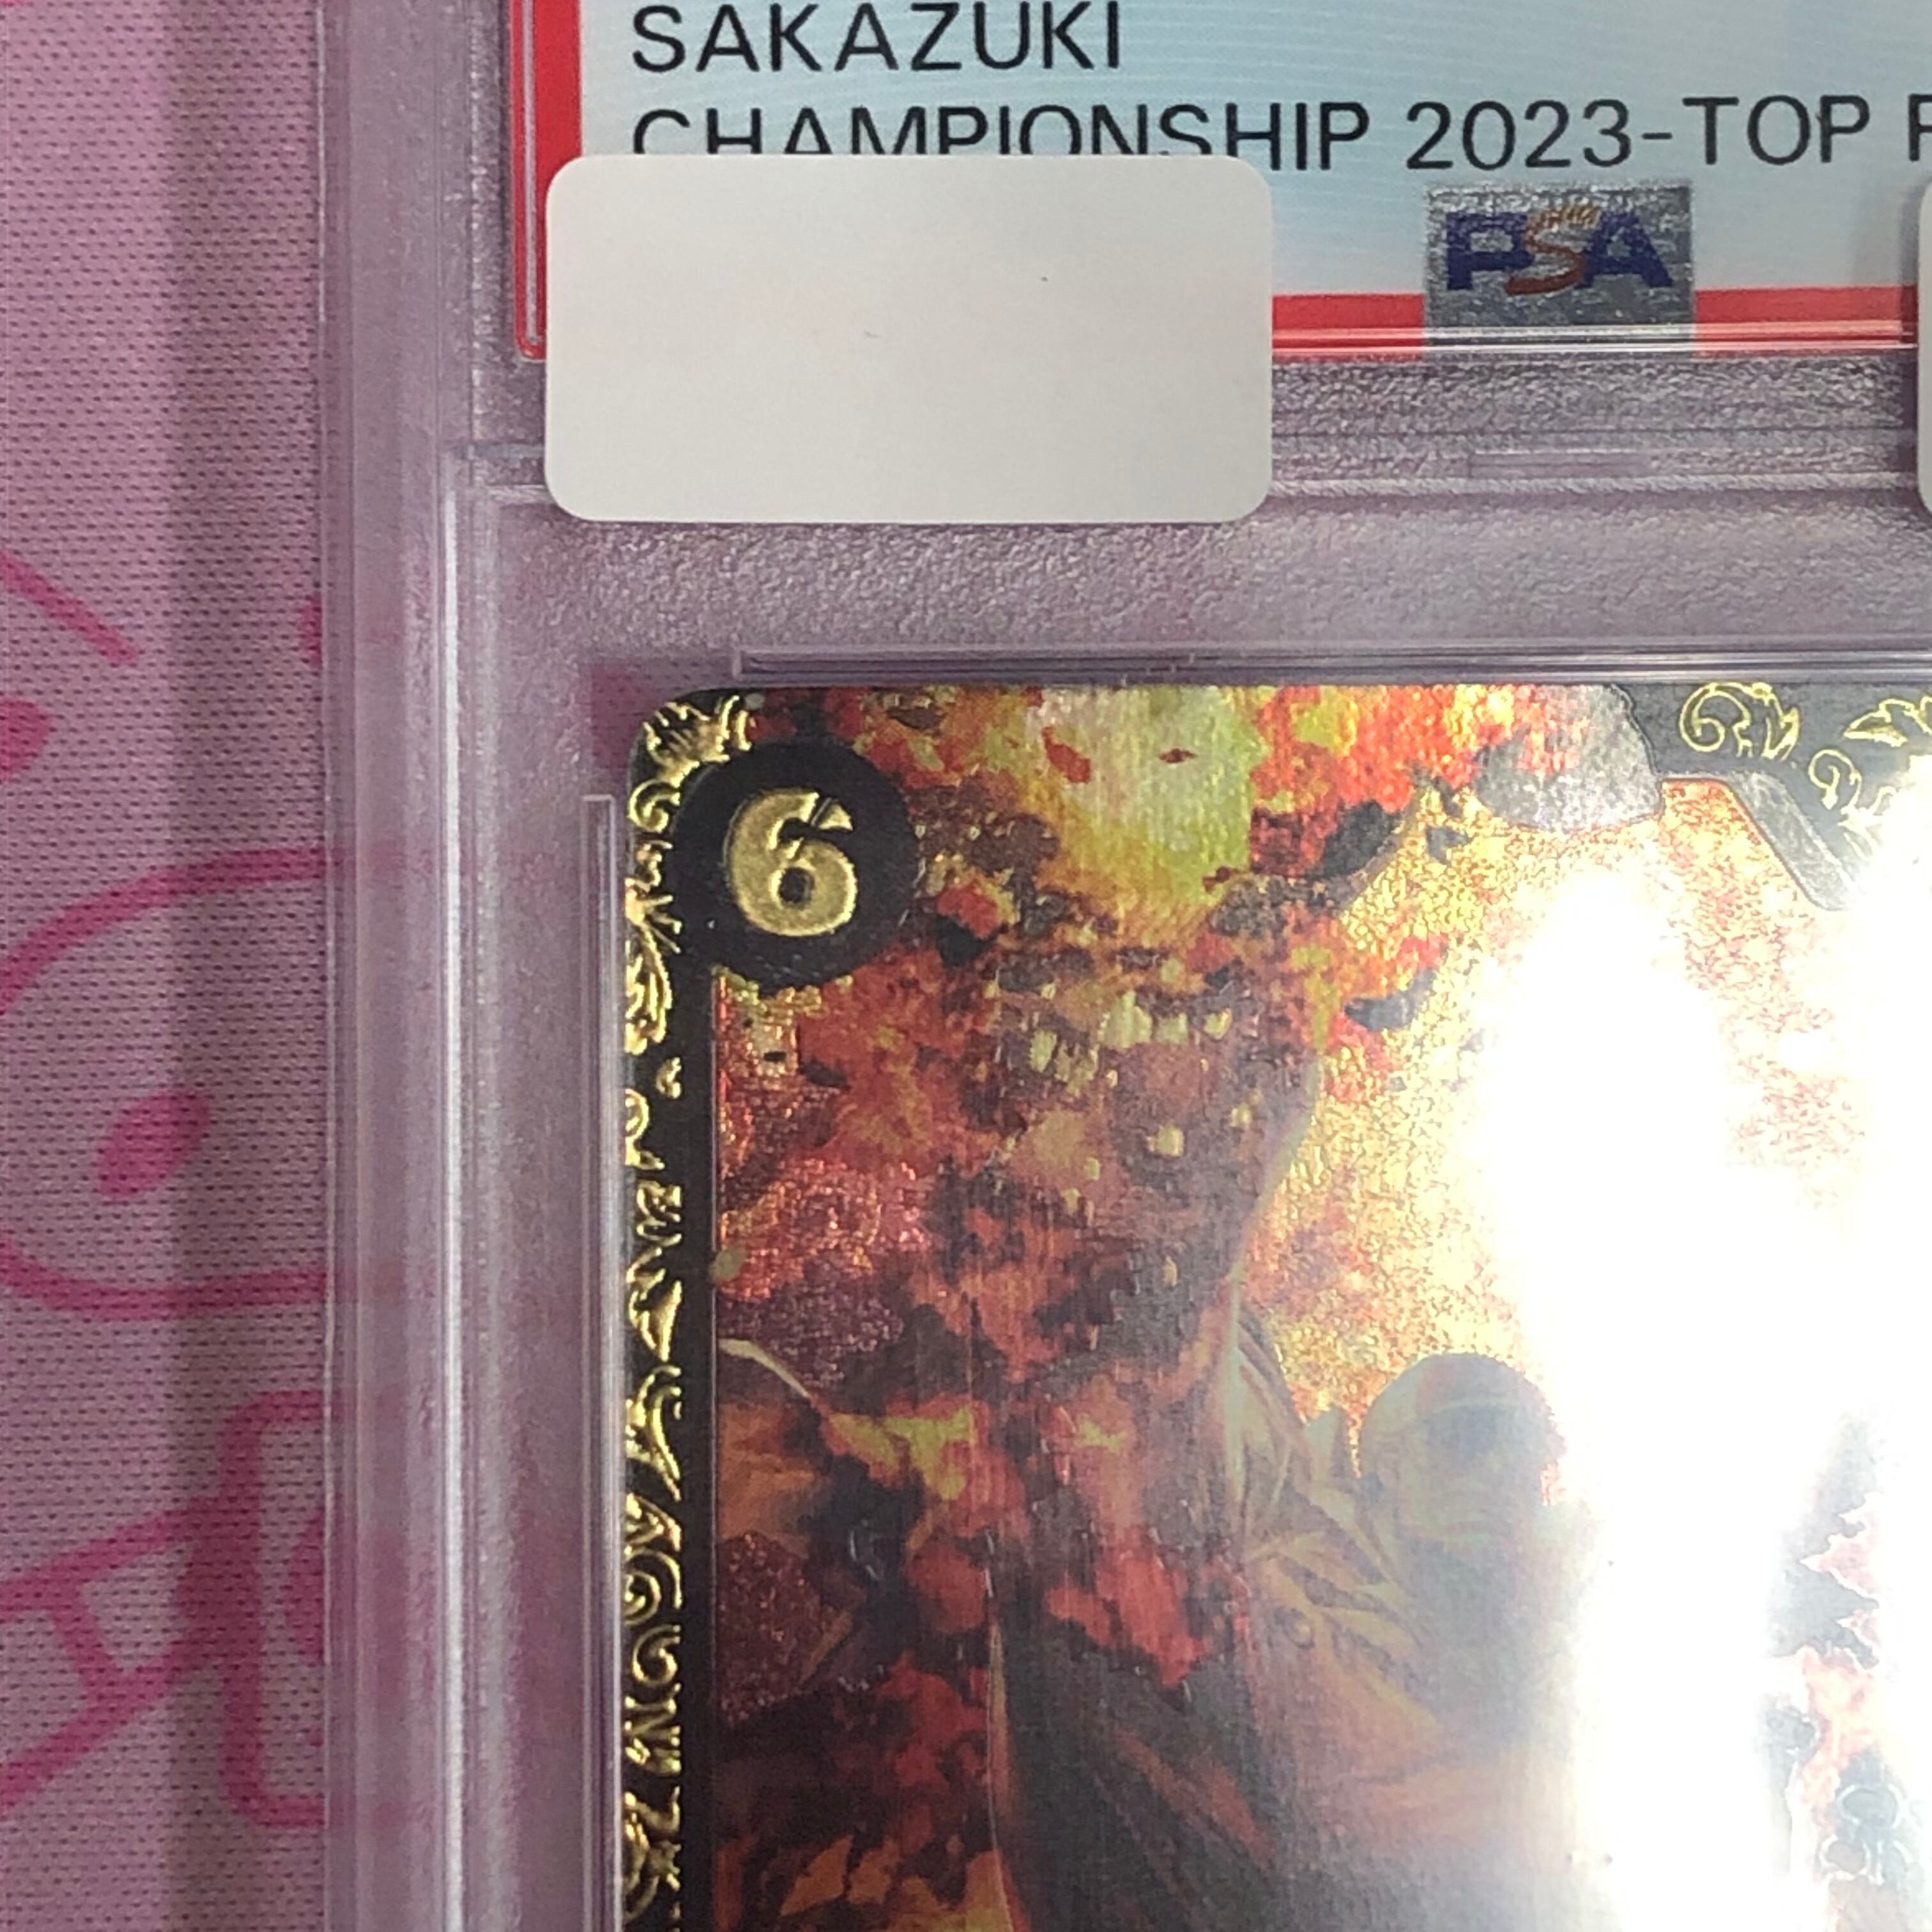 SAKAZUKI
CHAMPIONSHIP 2023-TOP
PSA
6